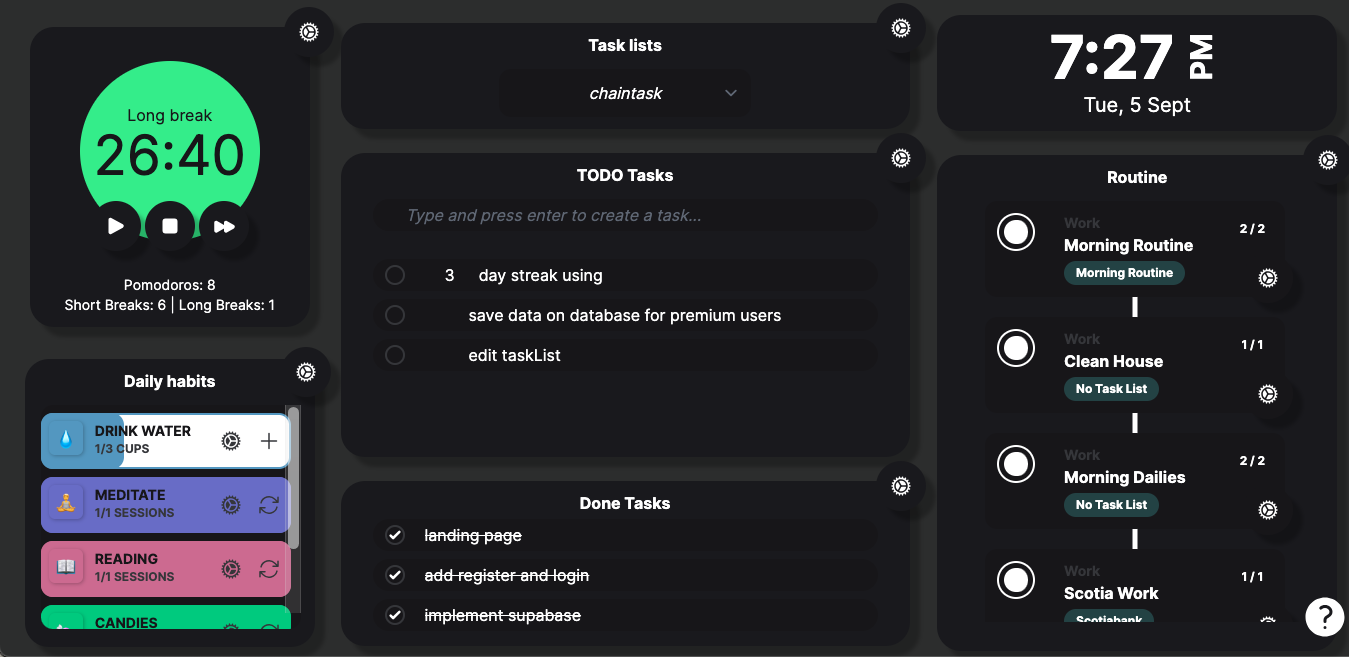 Long break
26:40
Pomodoros: 8
Short Breaks: 6 | Long Breaks: 1
Daily habits
DRINK WATER
1/3 CUPS
MEDITATE
1/1 SESSIONS
READING
1/1 SESSIONS
CANDIES
Task lists
chaintask
TODO Tasks
Type and press enter to create a task...
3 day streak using
save data on database for premium users
edit taskList
Done Tasks
landing page
add register and login
implement supabase
7:27 PM
Tue, 5 Sept
Routine
Work
Morning Routine
2 / 2
Morning Routine
Work
Clean House
1 / 1
No Task List
Work
Morning Dailies
2 / 2
No Task List
Work
Scotia Work
1 / 1
Scotiabank
?